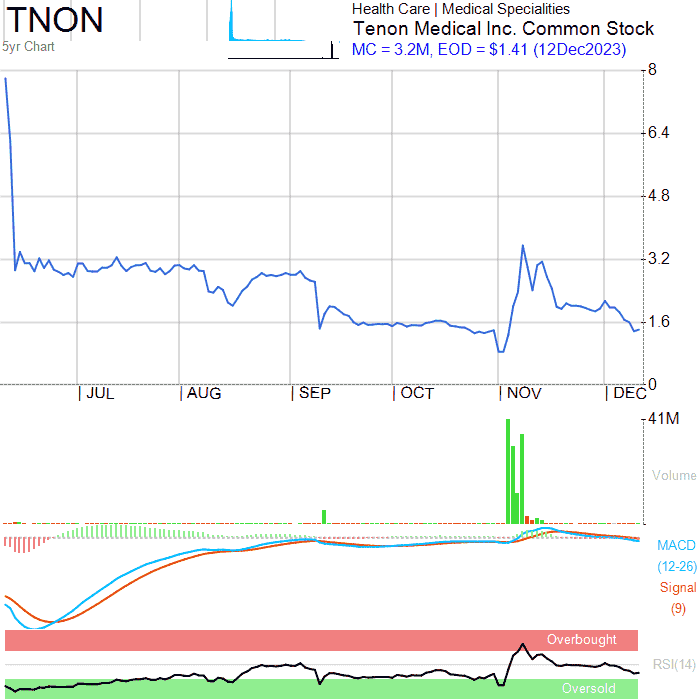 TNON
5yr Chart
Health Care | Medical Specialities
Tenon Medical Inc. Common Stock
MC = 3.2M, EOD = $1.41 (12Dec2023)
8
6.4
4.8
3.2
1.6
0
| JUL | AUG | SEP | OCT | NOV | DEC
41M
Volume
MACD
(12-26)
Signal
(9)
Overbought
RSI(14)
Oversold